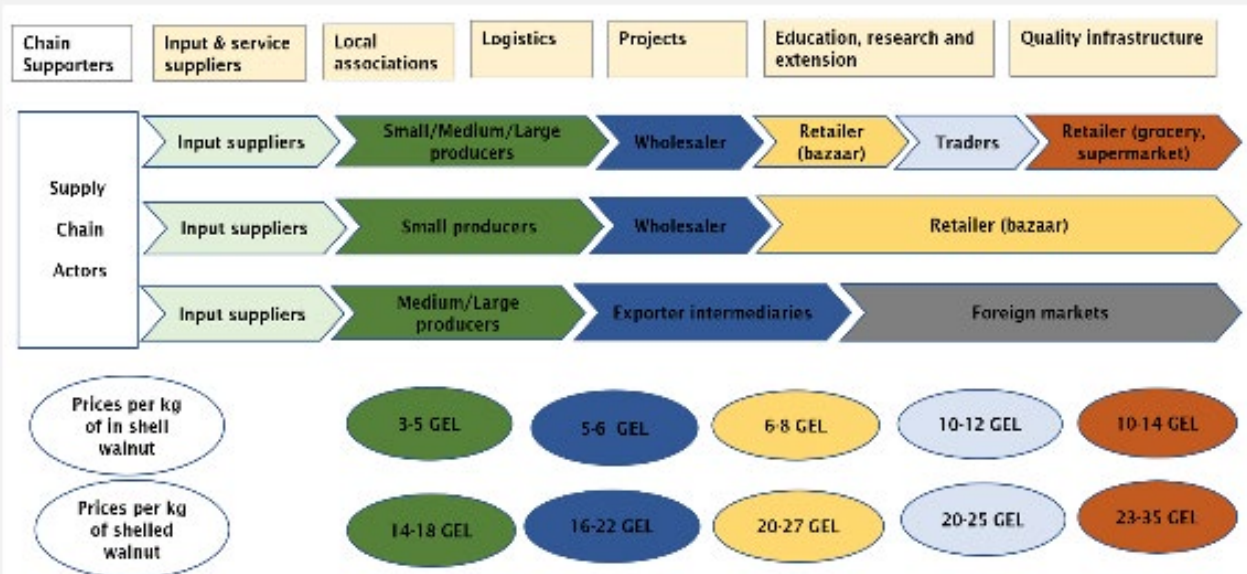 Chain
Supporters
Input & service
suppliers
Local
associations
Logistics
Projects
Education, research and
extension
Quality infrastructure
Supply
Chain
Actors
Input suppliers
Small/Medium/Large
producers
Wholesaler
Retailer
(bazaar)
Traders
Retailer (grocery,
supermarket)
Input suppliers
Small producers
Wholesaler
Retailer (bazaar)
Input suppliers
Medium/Large
producers
Exporter intermediaries
Foreign markets
Prices per kg
of in shell
walnut
3-5 GEL
5-6 GEL
6-8 GEL
10-12 GEL
10-14 GEL
Prices per kg
of shelled
walnut
14-18 GEL
16-22 GEL
20-27 GEL
20-25 GEL
23-35 GEL